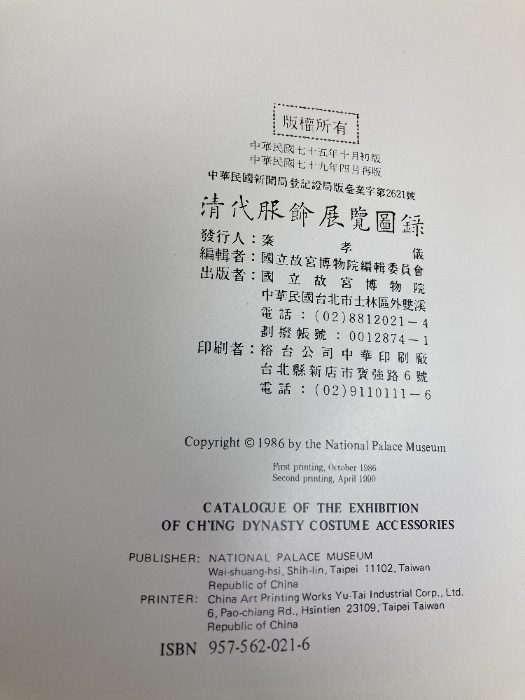 版權所有
中華民國七十五年十月初版
中華民國七十九年四月再版
中華民國新聞局登記證局版臺業字第2621號
清代服飾展覽圖錄
發行人：秦孝儀
編輯者：國立故宮博物院編輯委員會
出版者：國立故宮博物院
中華民國台北市士林區外雙溪
電話：(02)8812021－4
劃撥帳號：0012874－1
印刷者：裕台公司中華印刷廠
台北縣新店市寶強路6號
電話：(02)9110111－6
Copyright © 1986 by the National Palace Museum
First printing, October 1986
Second printing, April 1990
CATALOGUE OF THE EXHIBITION
OF CH'ING DYNASTY COSTUME ACCESSORIES
PUBLISHER: NATIONAL PALACE MUSEUM
Wai-shuang-hsi, Shih-lin, Taipei 11102, Taiwan
Republic of China
PRINTER: China Art Printing Works Yu-Tai Industrial Corp., Ltd.
6, Pao-chiang Rd., Hsintien 23109, Taipei Taiwan
Republic of China
ISBN 957-562-021-6